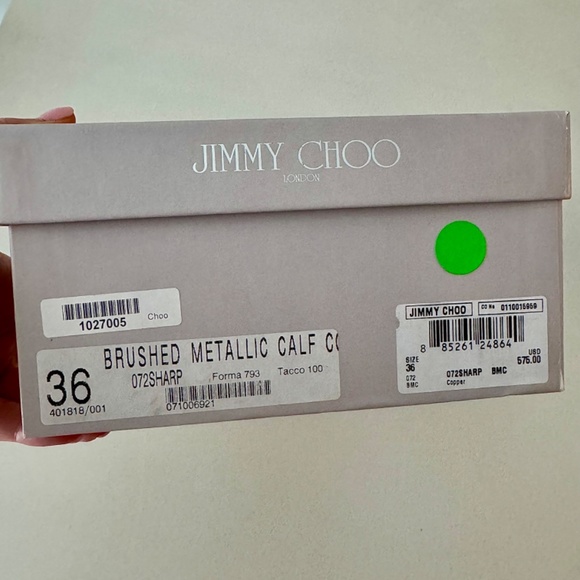 JIMMY CHOO
LONDON
1027005 Choo
BRUSHED METALLIC CALF CO
36 072SHARP Forma 793 Tacco 100
401818/001 071006921
JIMMY CHOO CO No 0110015959
8 85261 24864
SIZE
36
072SHARP BMC
USD
575.00
072
BMC
Copper